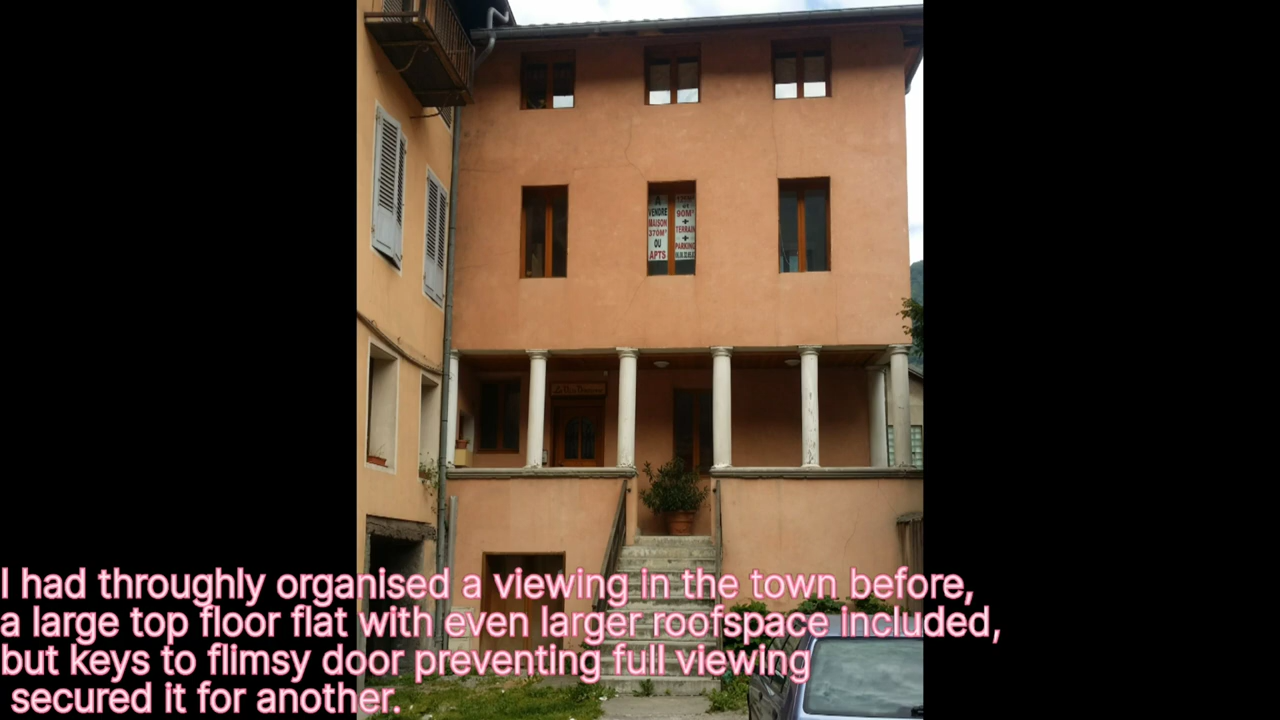 À
VENDRE
MAISON
370M²
OU
APTS
90M²
+
TERRAIN
+
PARKING
I had throughly organised a viewing in the town before,
a large top floor flat with even larger roofspace included,
but keys to flimsy door preventing full viewing
secured it for another.